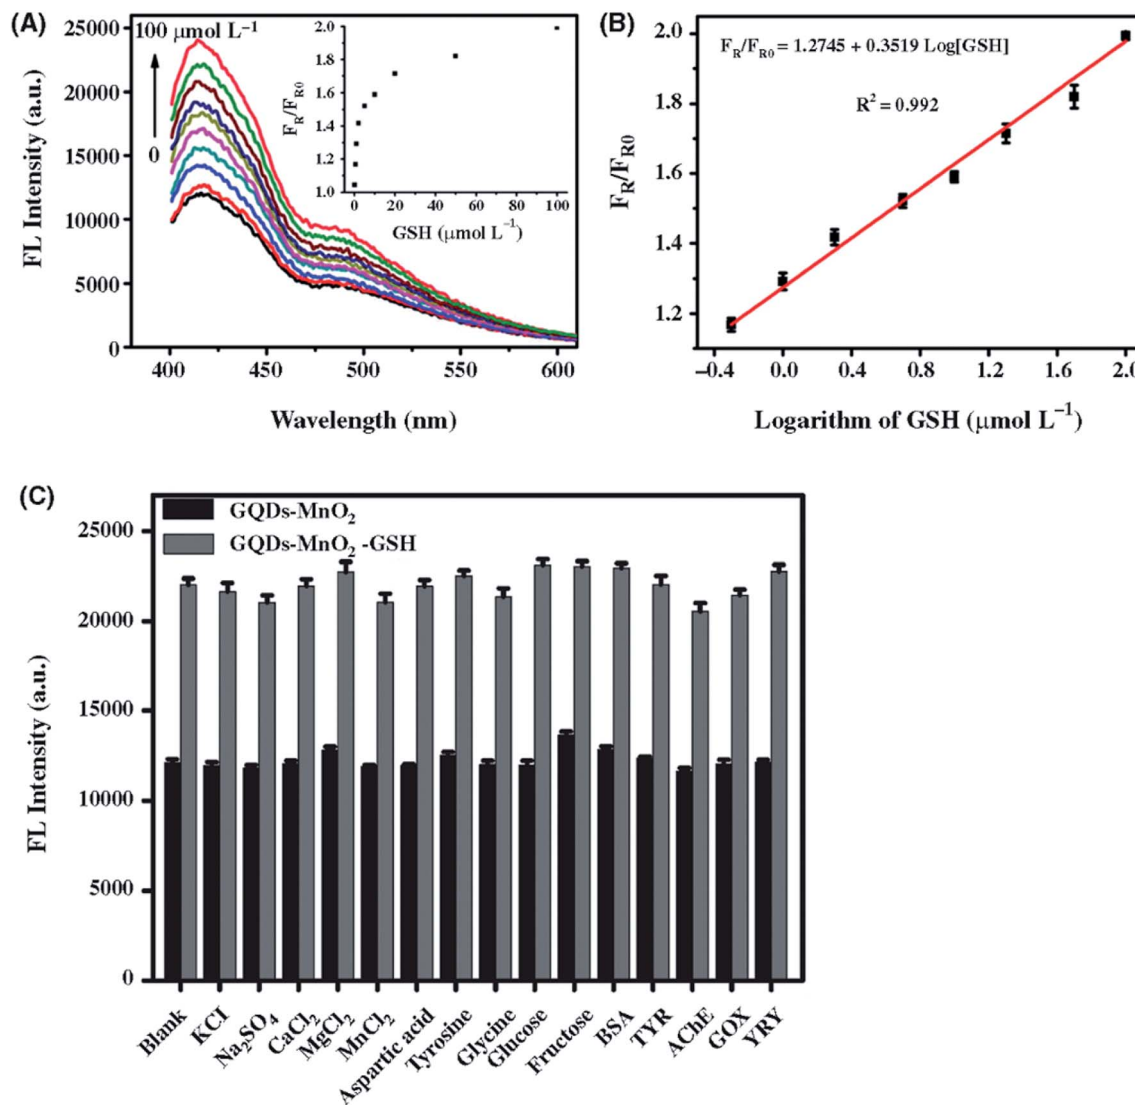 (A)
25000
20000
15000
10000
5000
0
FL Intensity (a.u.)
100 μmol L⁻¹
0
2.0
1.8
1.6
1.4
1.2
1.0
F_R/F_R0
0 20 40 60 80 100
GSH (μmol L⁻¹)
400 450 500 550 600
Wavelength (nm)
(B)
2.0
1.8
1.6
1.4
1.2
F_R/F_R0
F_R/F_R0 = 1.2745 + 0.3519 Log[GSH]
R² = 0.992
–0.4 0.0 0.4 0.8 1.2 1.6 2.0
Logarithm of GSH (μmol L⁻¹)
(C)
GQDs-MnO₂
GQDs-MnO₂ -GSH
25000
20000
15000
10000
5000
0
FL Intensity (a.u.)
Blank
KCl
Na₂SO₄
CaCl₂
MgCl₂
MnCl₂
Aspartic acid
Tyrosine
Glycine
Glucose
Fructose
BSA
TYR
AChE
GOX
YRY